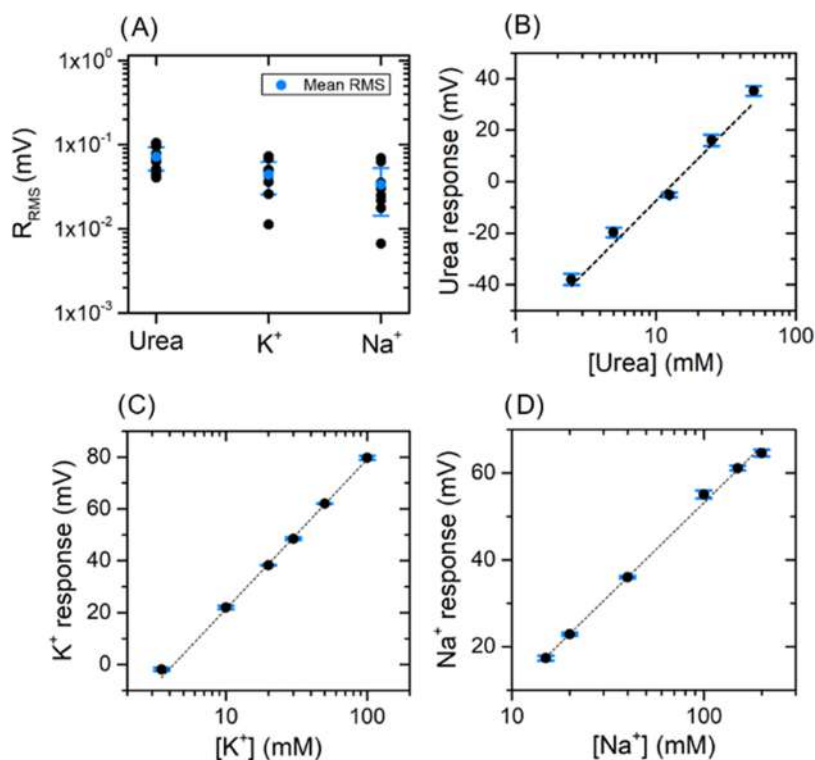 (A)
1x10⁰
1x10⁻¹
1x10⁻²
1x10⁻³
R_RMS (mV)
Mean RMS
Urea K⁺ Na⁺
(B)
40
20
0
-20
-40
Urea response (mV)
1 10 100
[Urea] (mM)
(C)
80
60
40
20
0
K⁺ response (mV)
10 100
[K⁺] (mM)
(D)
60
40
20
Na⁺ response (mV)
10 100
[Na⁺] (mM)